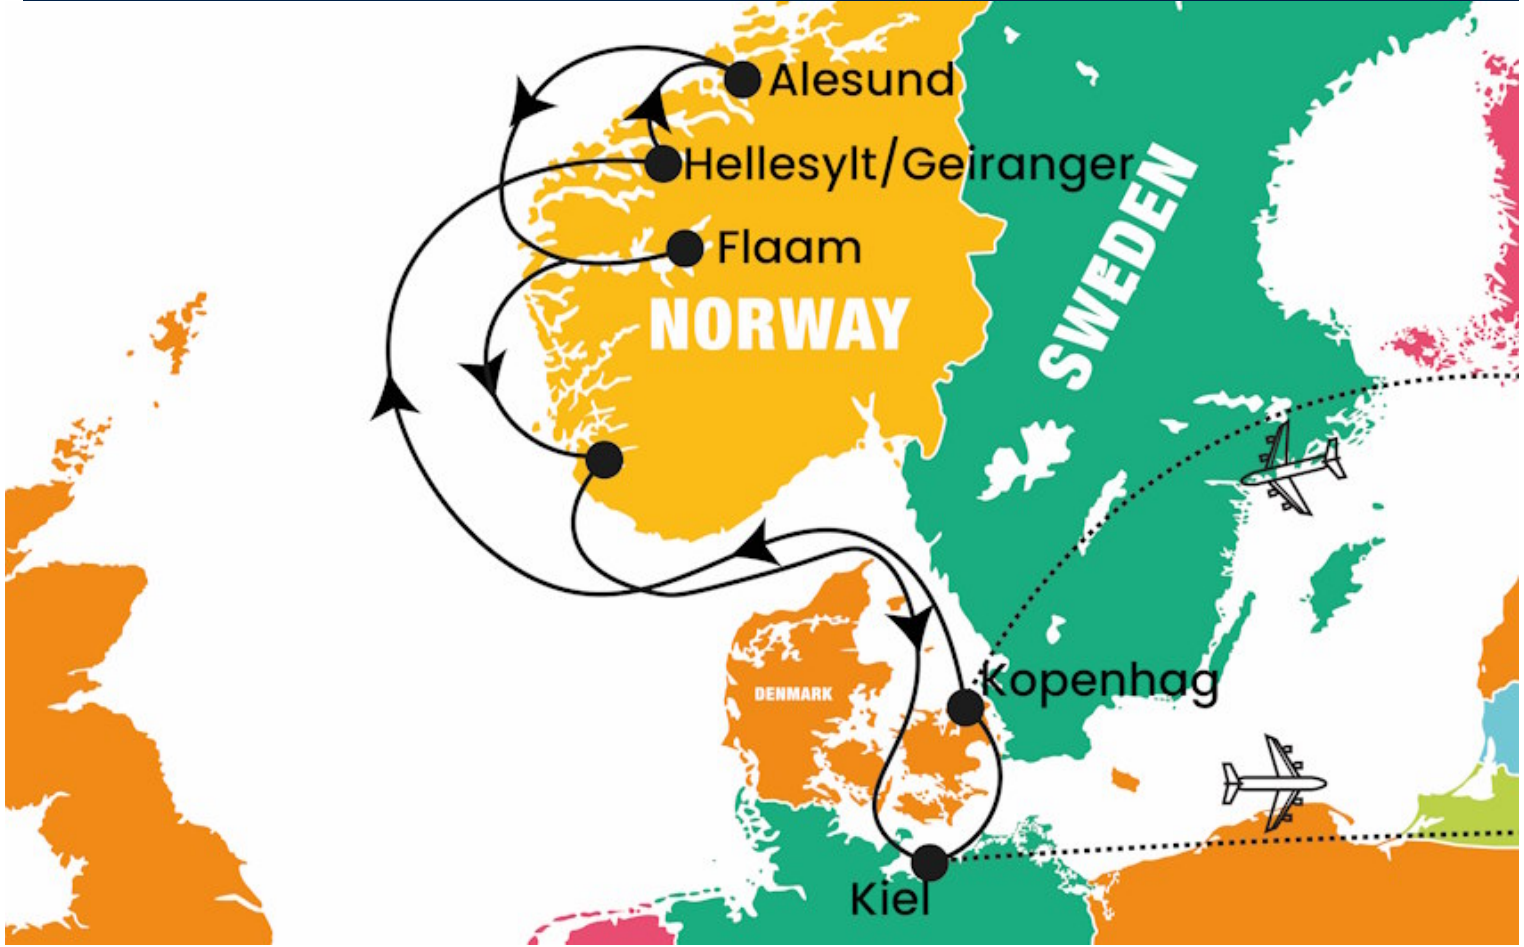 Alesund
Hellesylt/Geiranger
Flaam
NORWAY
SWEDEN
Kopenhag
DENMARK
Kiel